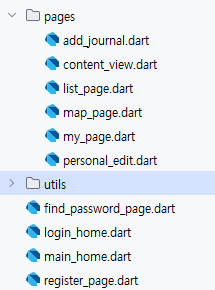 pages
add_journal.dart
content_view.dart
list_page.dart
map_page.dart
my_page.dart
personal_edit.dart
utils
find_password_page.dart
login_home.dart
main_home.dart
register_page.dart